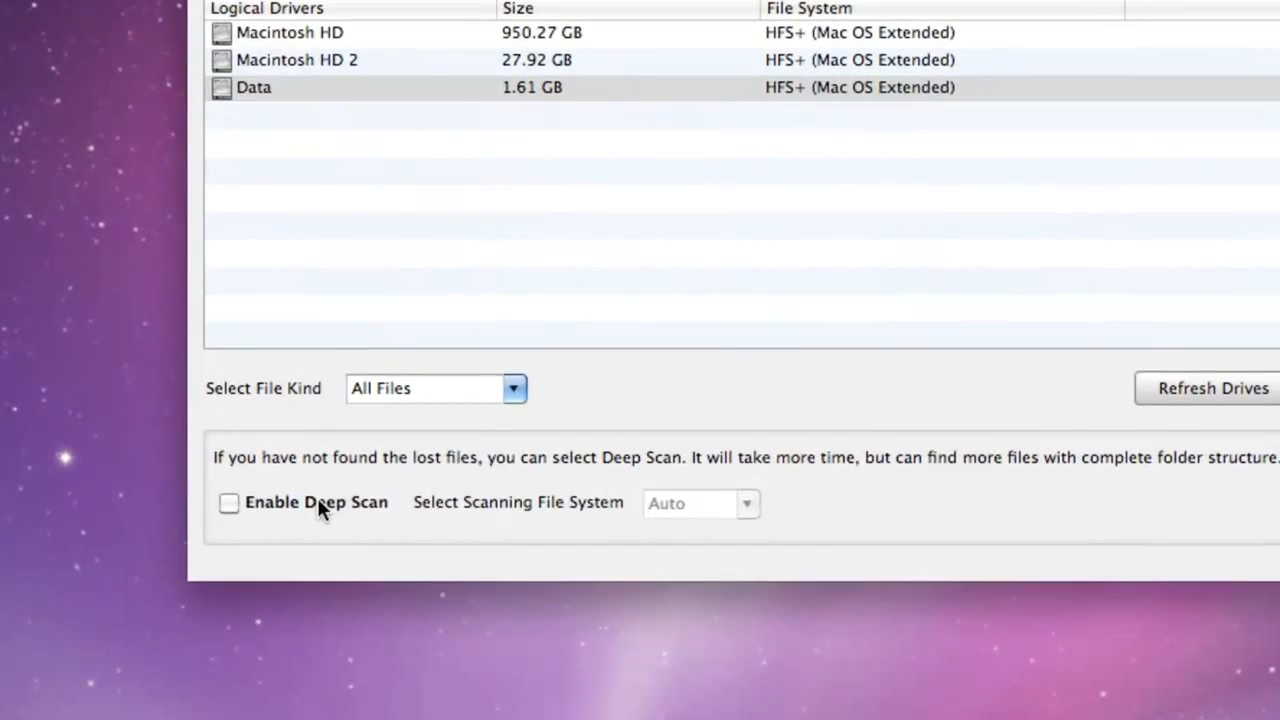 Logical Drivers Size File System
Macintosh HD 950.27 GB HFS+ (Mac OS Extended)
Macintosh HD 2 27.92 GB HFS+ (Mac OS Extended)
Data 1.61 GB HFS+ (Mac OS Extended)
Select File Kind All Files Refresh Drives
If you have not found the lost files, you can select Deep Scan. It will take more time, but can find more files with complete folder structure.
Enable Deep Scan Select Scanning File System Auto